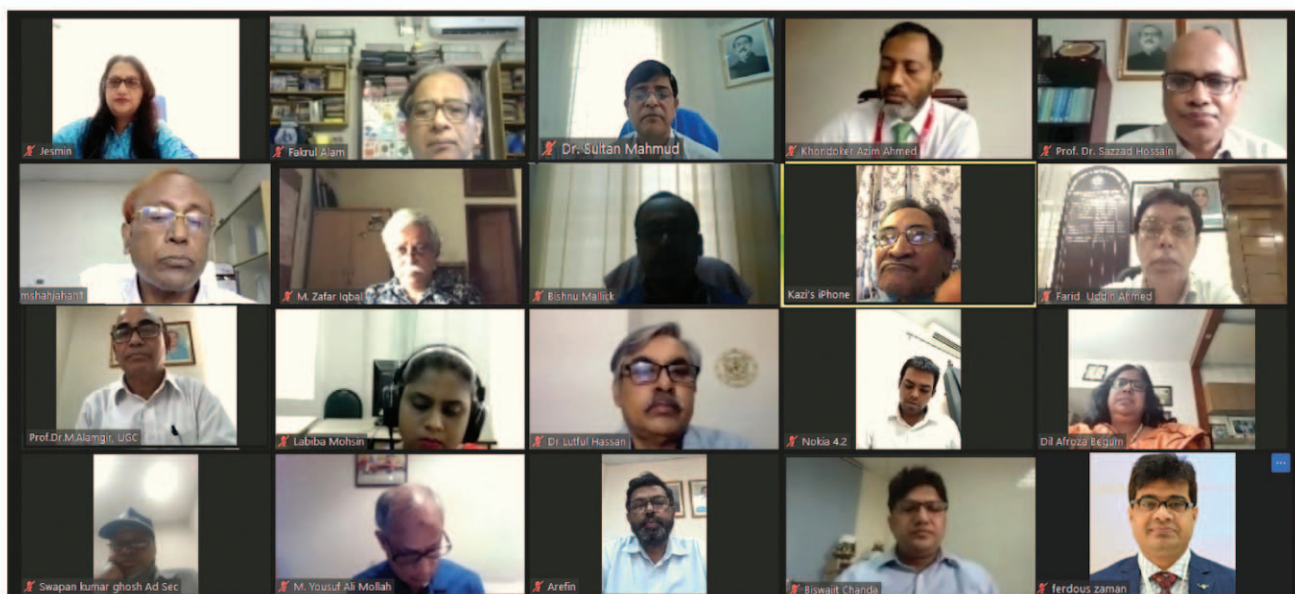 Jesmin
Fakrul Alam
Dr. Sultan Mahmud
Khondoker Azim Ahmed
Prof. Dr. Sazzad Hossain
mshahjahan1
M. Zafar Iqbal
Bishnu Mallick
Kazi's iPhone
Farid Uddin Ahmed
Prof.Dr.M.Alamgir, UGC
Labiba Mohsin
Dr Lutful Hassan
Nokia 4.2
Dil Afroza Begum
Swapan kumar ghosh Ad Sec
M. Yousuf Ali Mollah
Arefin
Biswajit Chanda
ferdous zaman